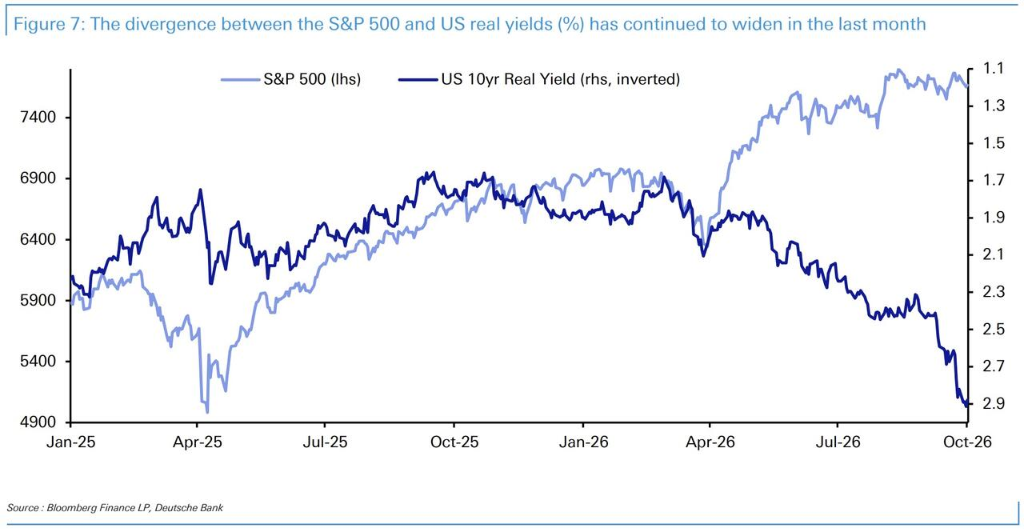 Figure 7: The divergence between the S&P 500 and US real yields (%) has continued to widen in the last month
S&P 500 (lhs)
US 10yr Real Yield (rhs, inverted)
7400
6900
6400
5900
5400
4900
1.1
1.3
1.5
1.7
1.9
2.1
2.3
2.5
2.7
2.9
Jan-25
Apr-25
Jul-25
Oct-25
Jan-26
Apr-26
Jul-26
Oct-26
Source : Bloomberg Finance LP, Deutsche Bank